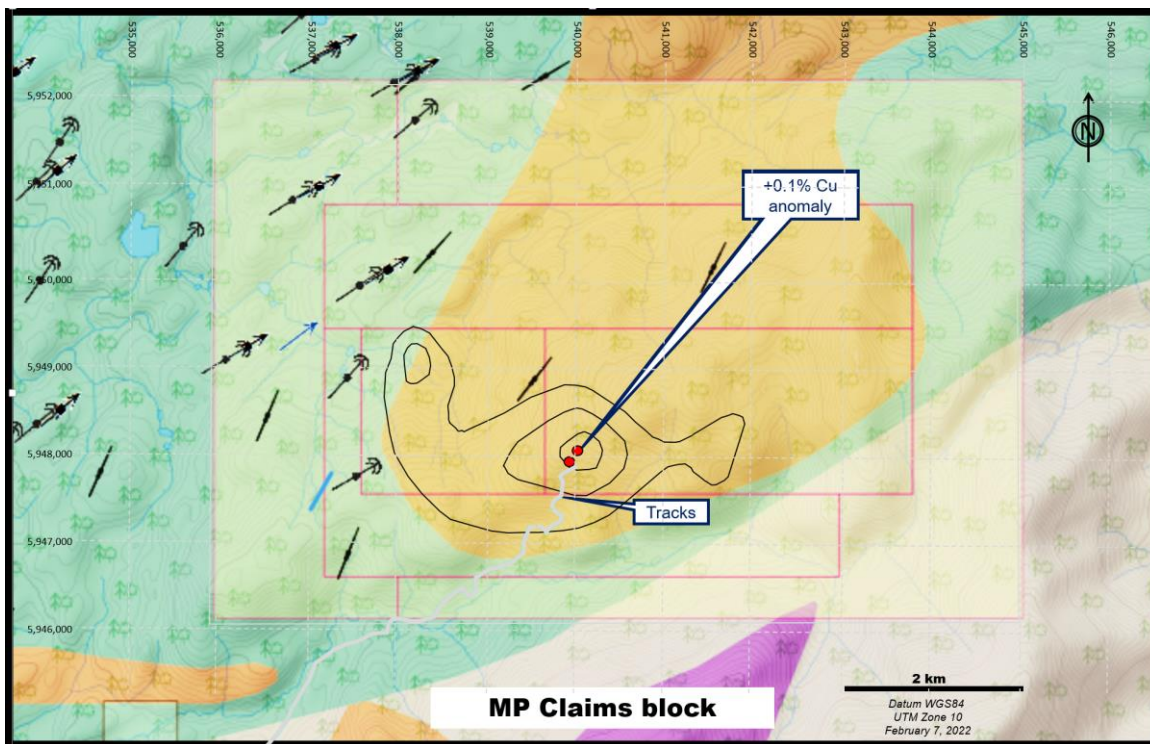 535,000
536,000
537,000
538,000
539,000
540,000
541,000
542,000
543,000
544,000
545,000
546,000
5,952,000
5,951,000
5,950,000
5,949,000
5,948,000
5,947,000
5,946,000
N
+0.1% Cu
anomaly
Tracks
MP Claims block
2 km
Datum WGS84
UTM Zone 10
February 7, 2022